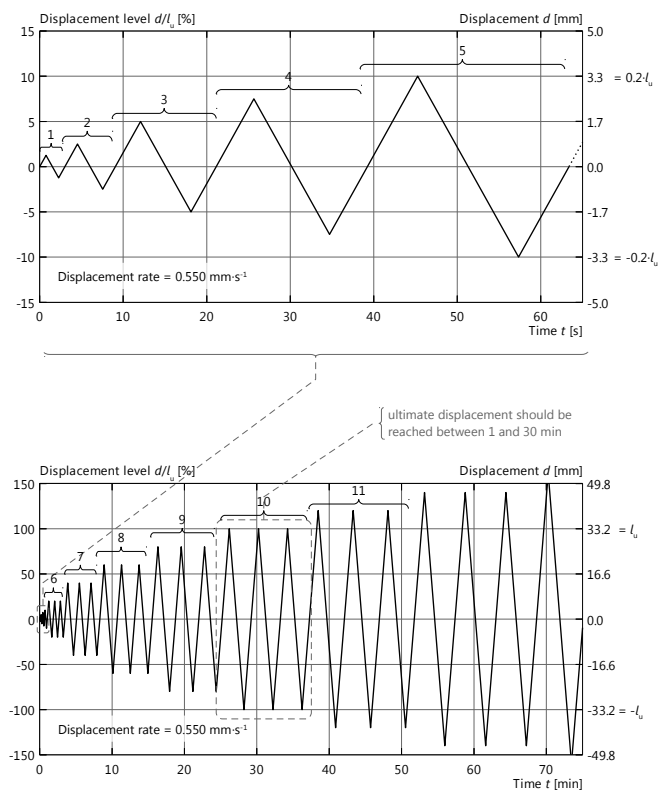 Displacement level d/lu [%] Displacement d [mm]
15 5.0
5
4
10 3.3 = 0.2·lu
3
2
5 1.7
1
0 0.0
-5 -1.7
-10 -3.3 = -0.2·lu
Displacement rate = 0.550 mm·s-1
-15 -5.0
0 10 20 30 40 50 60
Time t [s]
ultimate displacement should be
reached between 1 and 30 min
Displacement level d/lu [%] Displacement d [mm]
150 49.8
10 11
9
100 33.2 = lu
8
7
50 16.6
6
0 0.0
-50 -16.6
-100 -33.2 = -lu
Displacement rate = 0.550 mm·s-1
-150 -49.8
0 10 20 30 40 50 60 70
Time t [min]